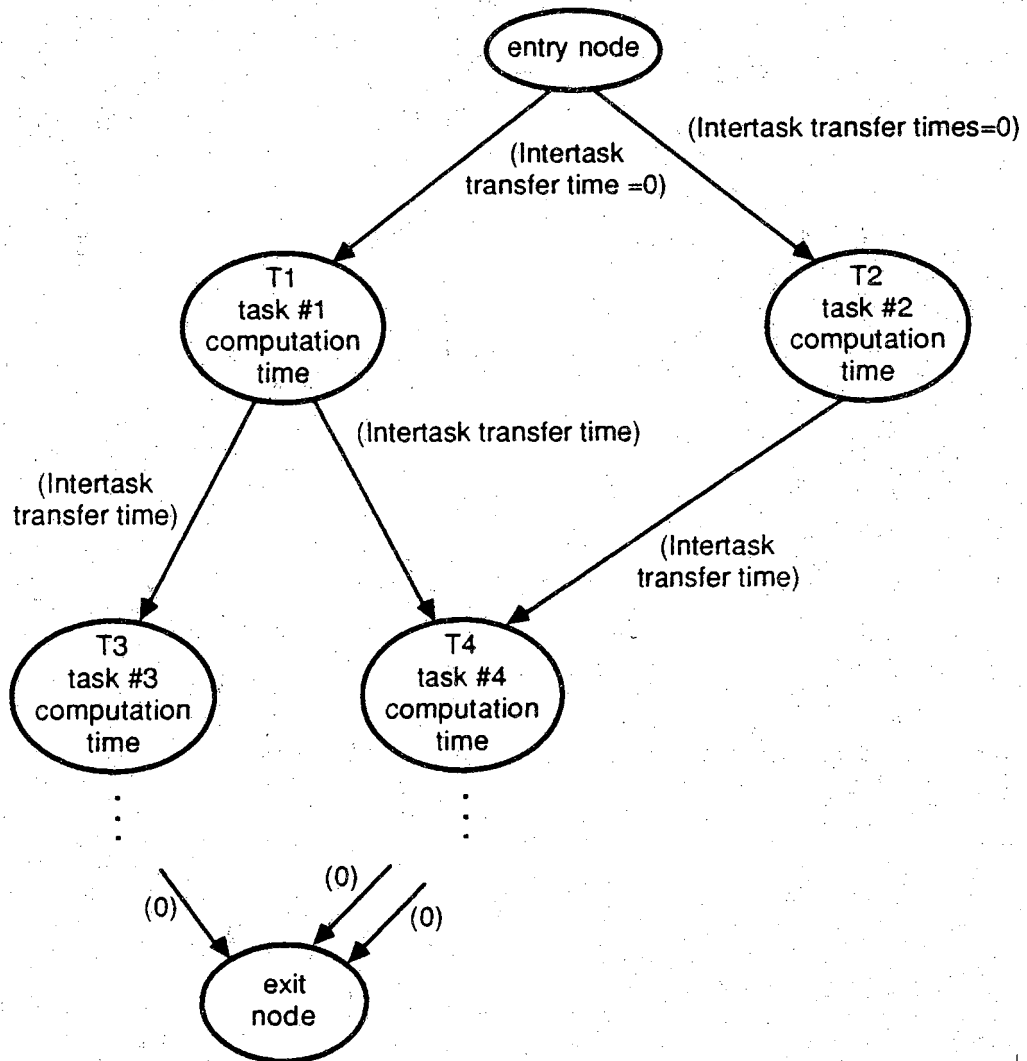 entry node
(Intertask transfer times=0)
(Intertask
transfer time =0)
T1
task #1
computation
time
T2
task #2
computation
time
(Intertask transfer time)
(Intertask
transfer time)
(Intertask
transfer time)
T3
task #3
computation
time
T4
task #4
computation
time
(0)
(0)
(0)
exit
node